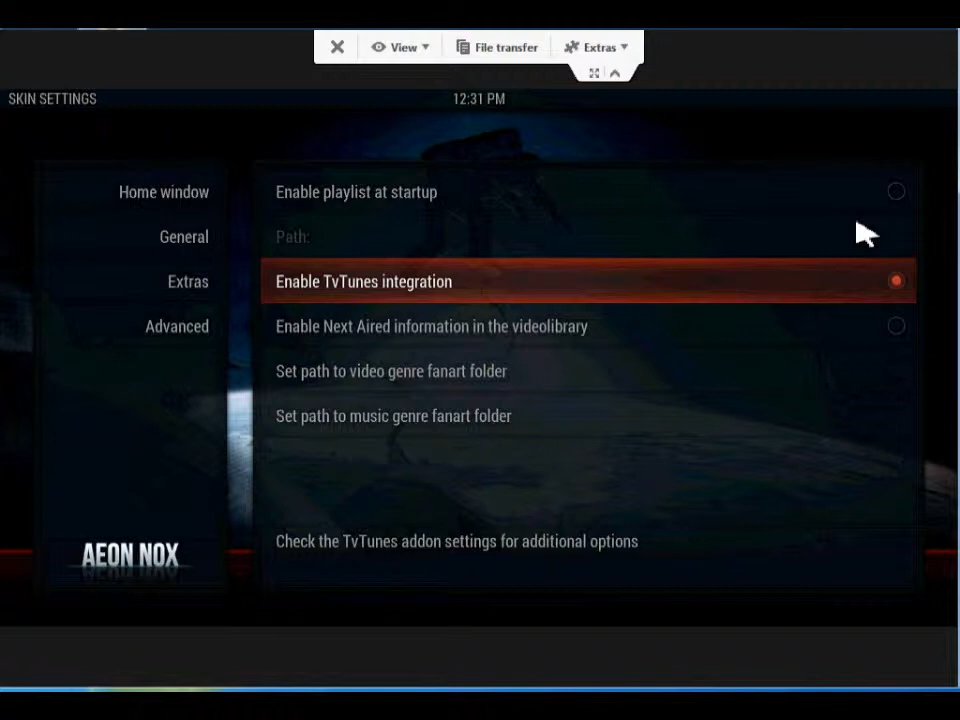 View File transfer Extras
SKIN SETTINGS 12:31 PM
Home window
General
Extras
Advanced
Enable playlist at startup
Path:
Enable TvTunes integration
Enable Next Aired information in the videolibrary
Set path to video genre fanart folder
Set path to music genre fanart folder
Check the TvTunes addon settings for additional options
AEON NOX